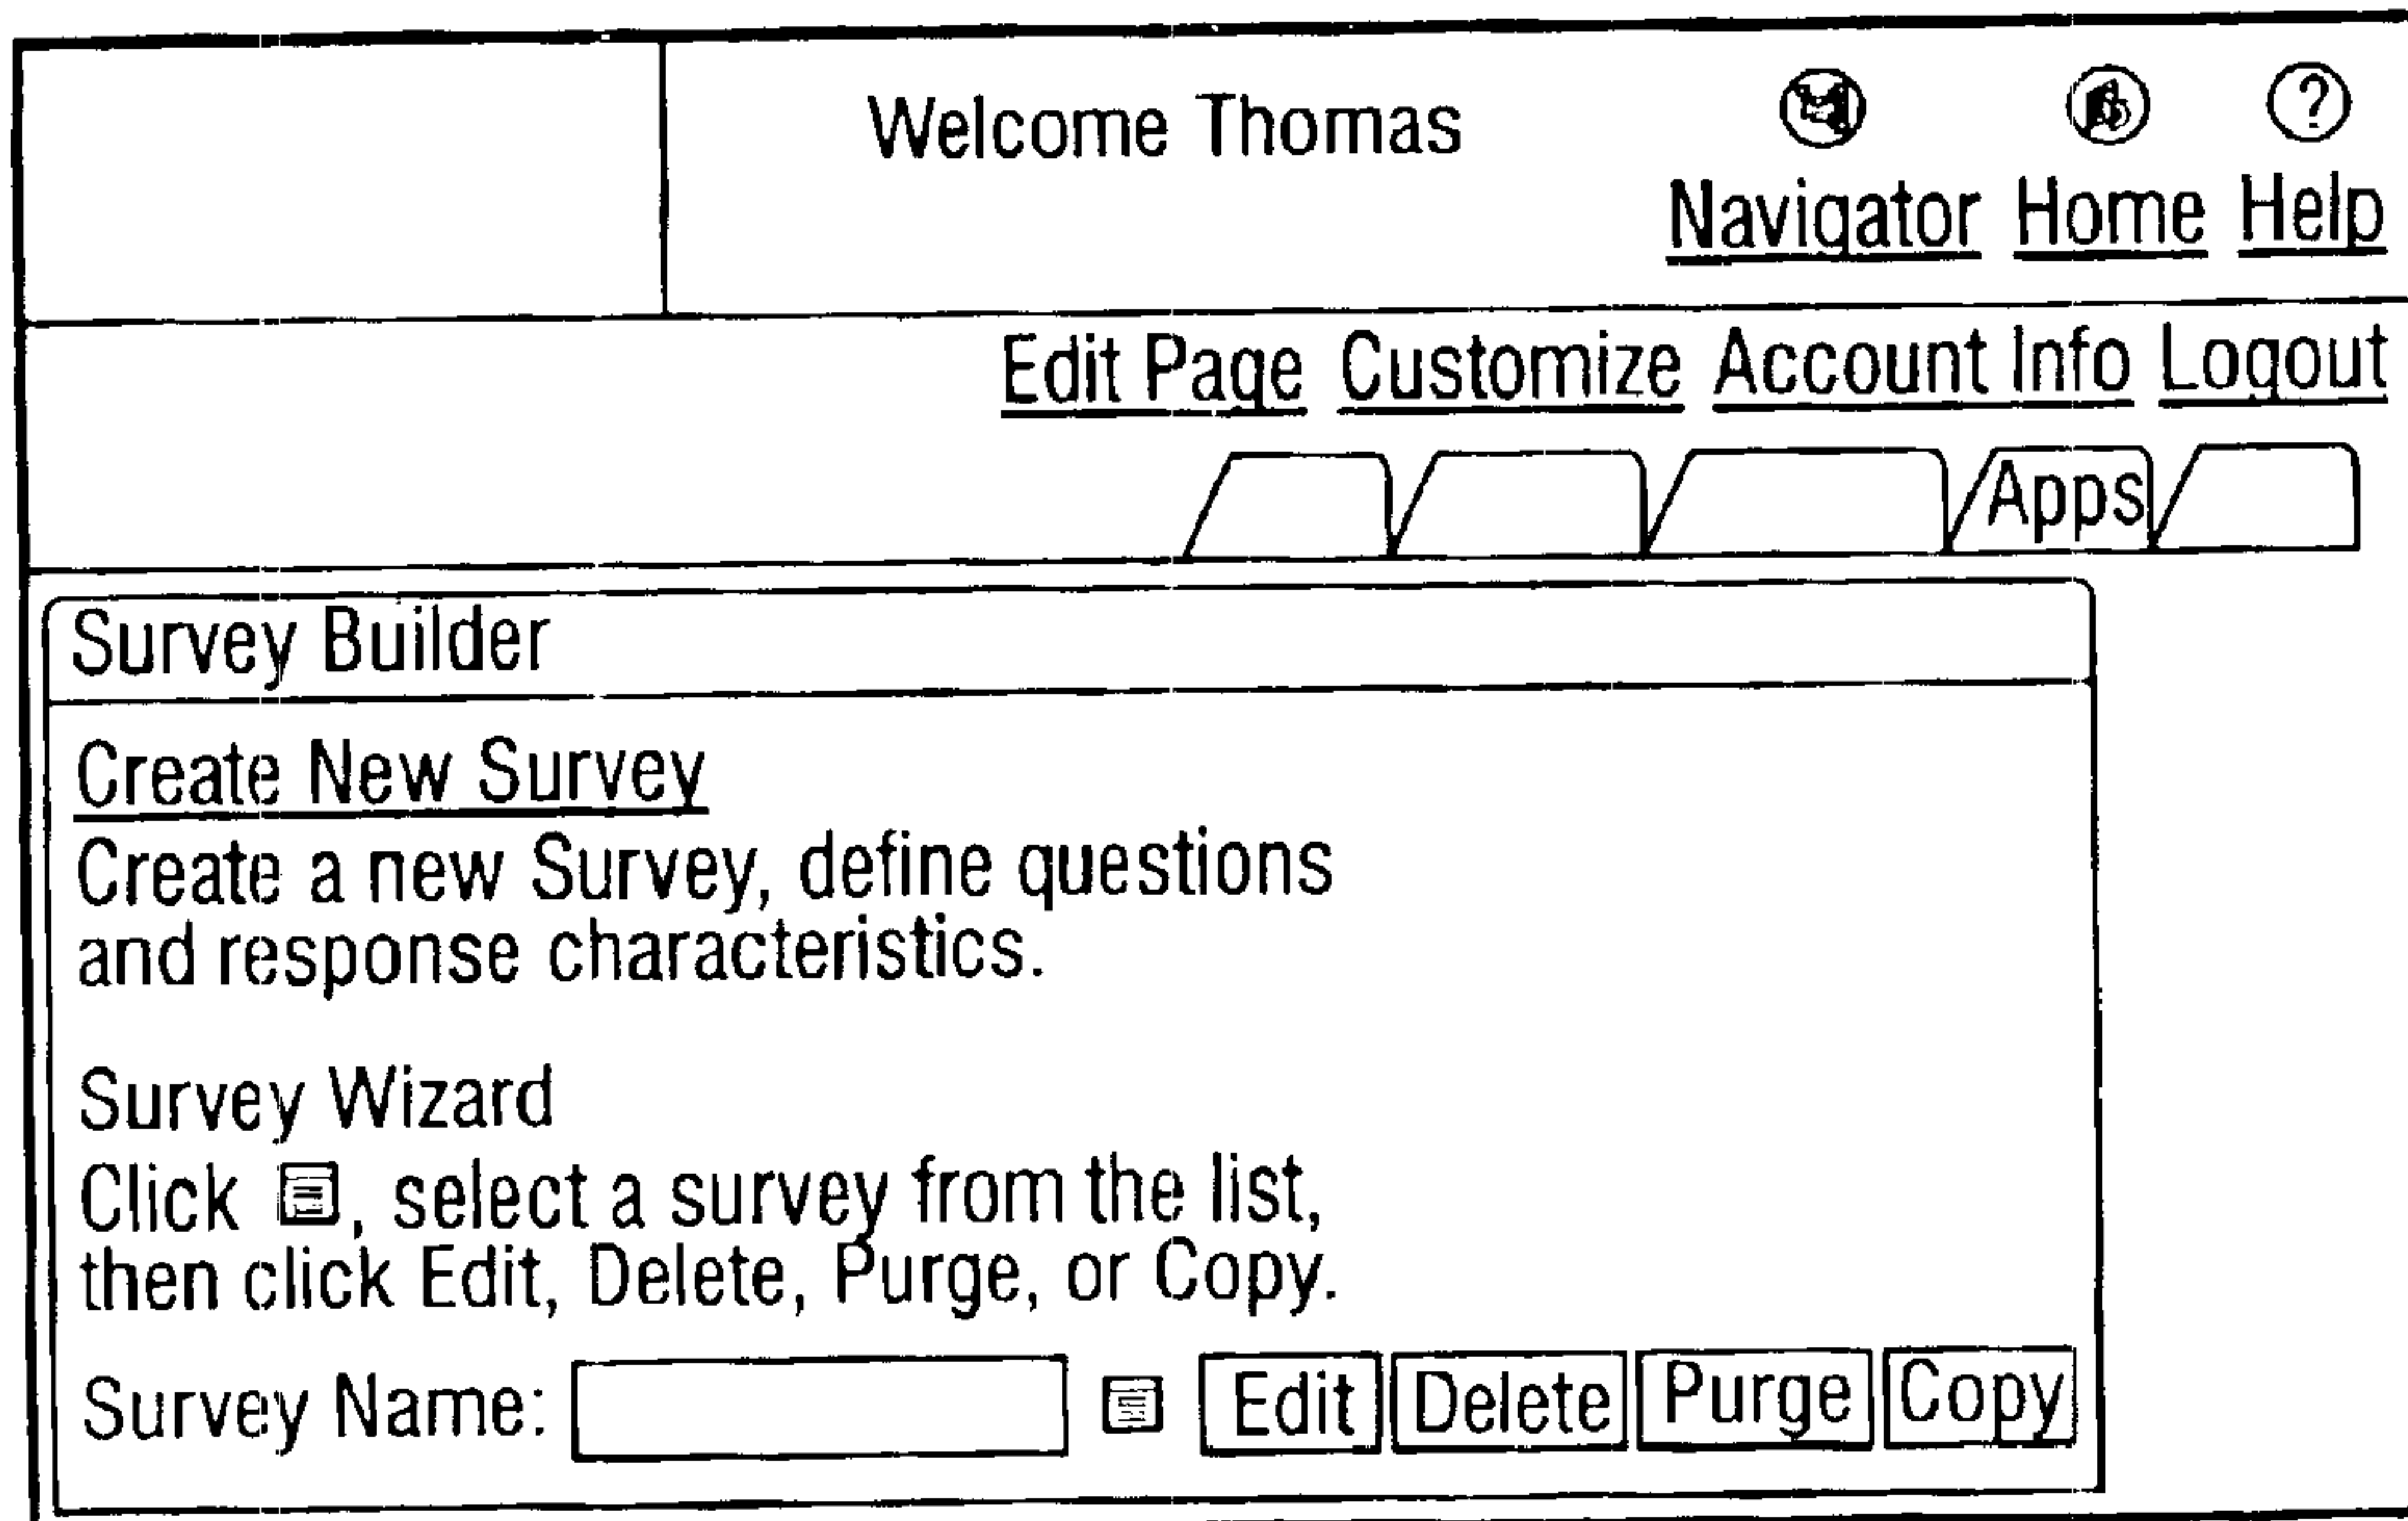 Welcome Thomas
Navigator Home Help
Edit Page Customize Account Info Logout
Apps
Survey Builder
Create New Survey
Create a new Survey, define questions
and response characteristics.
Survey Wizard
Click , select a survey from the list,
then click Edit, Delete, Purge, or Copy.
Survey Name: Edit Delete Purge Copy